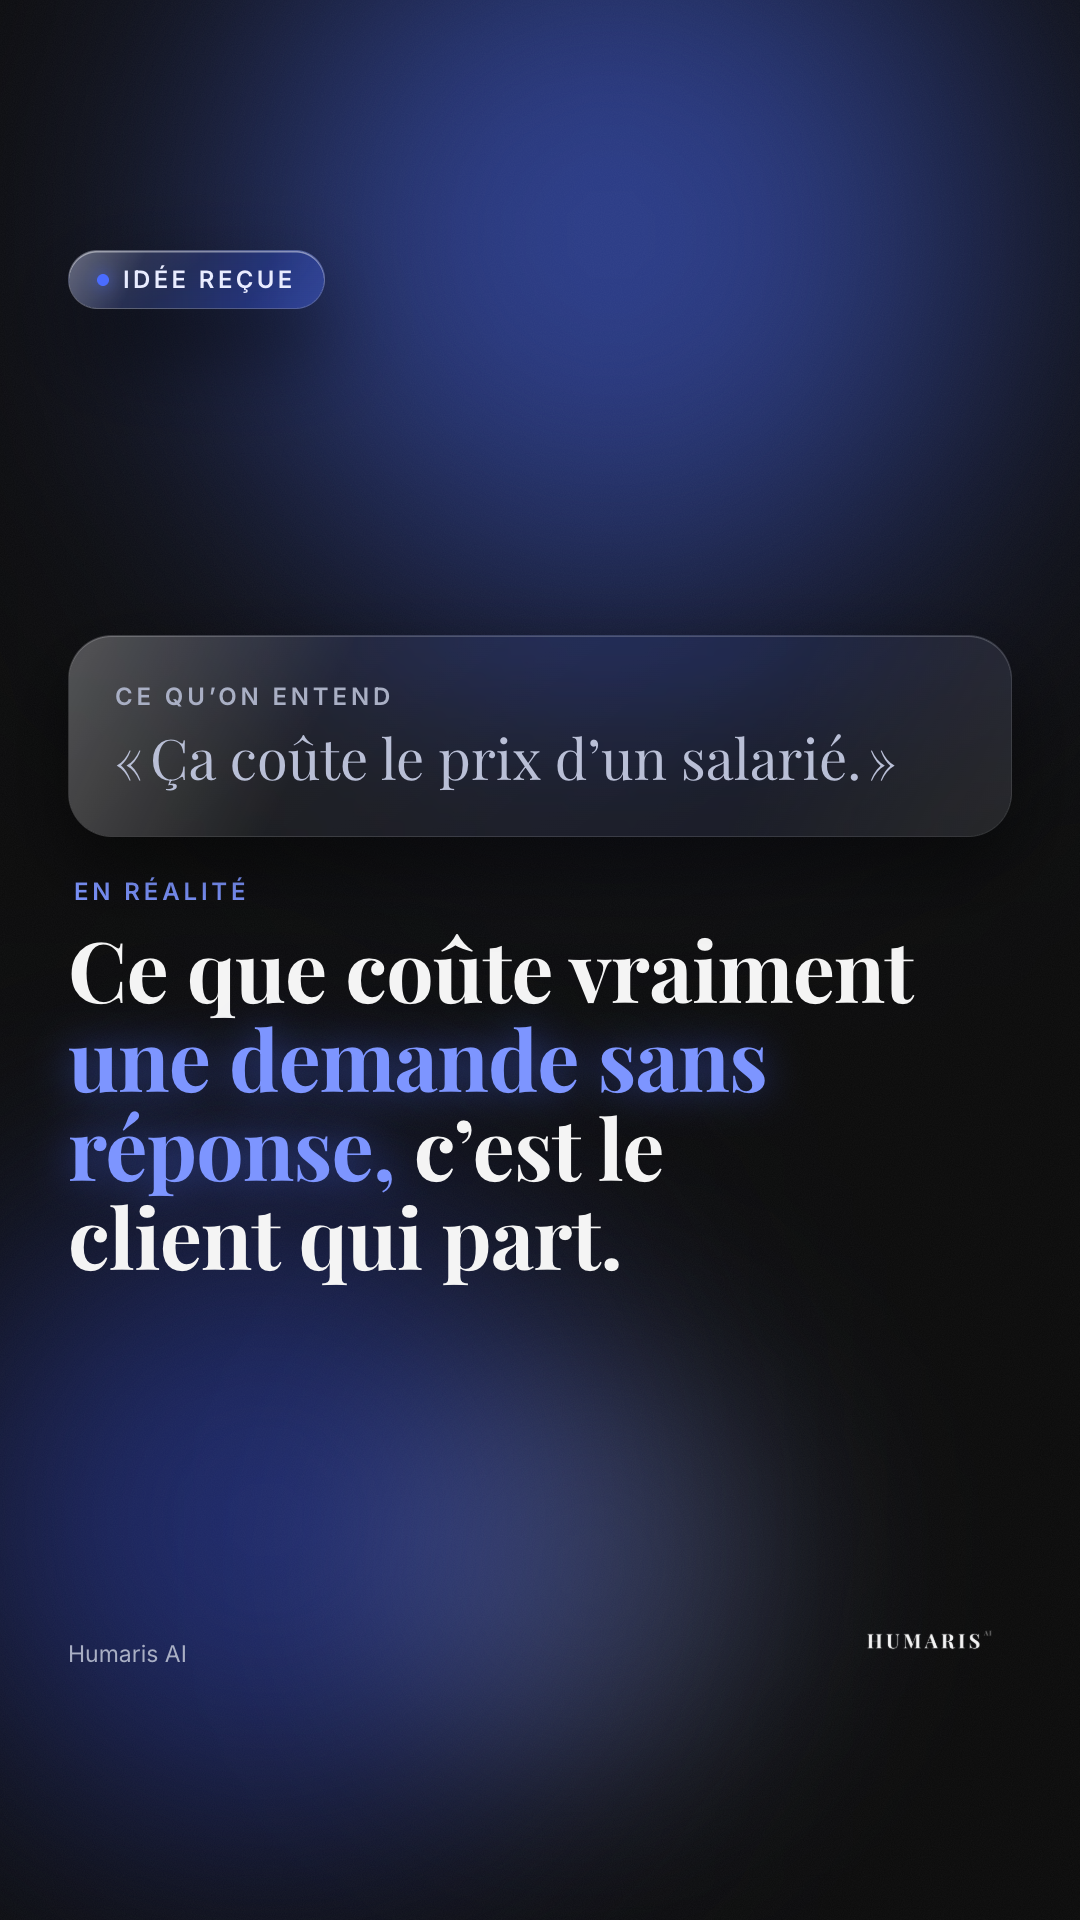 IDÉE REÇUE
CE QU’ON ENTEND
« Ça coûte le prix d’un salarié. »
EN RÉALITÉ
Ce que coûte vraiment
une demande sans
réponse, c’est le
client qui part.
Humaris AI
HUMARIS AI